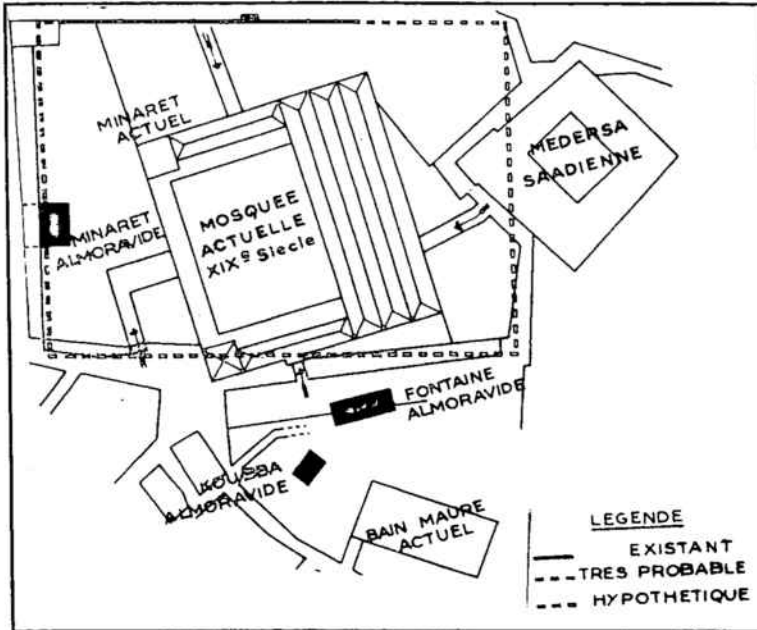 MINARET
ACTUEL
MEDERSA
SAADIENNE
MOSQUEE
ACTUELLE
XIXe Siecle
MINARET
ALMORAVIDE
FONTAINE
ALMORAVIDE
KOUBBA
ALMORAVIDE
BAIN MAURE
ACTUEL
LEGENDE
EXISTANT
TRES PROBABLE
HYPOTHETIQUE